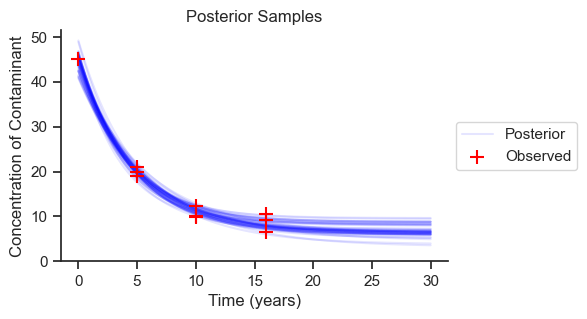 Posterior Samples
Concentration of Contaminant
50
40
30
20
10
0
0 5 10 15 20 25 30
Time (years)
Posterior
Observed